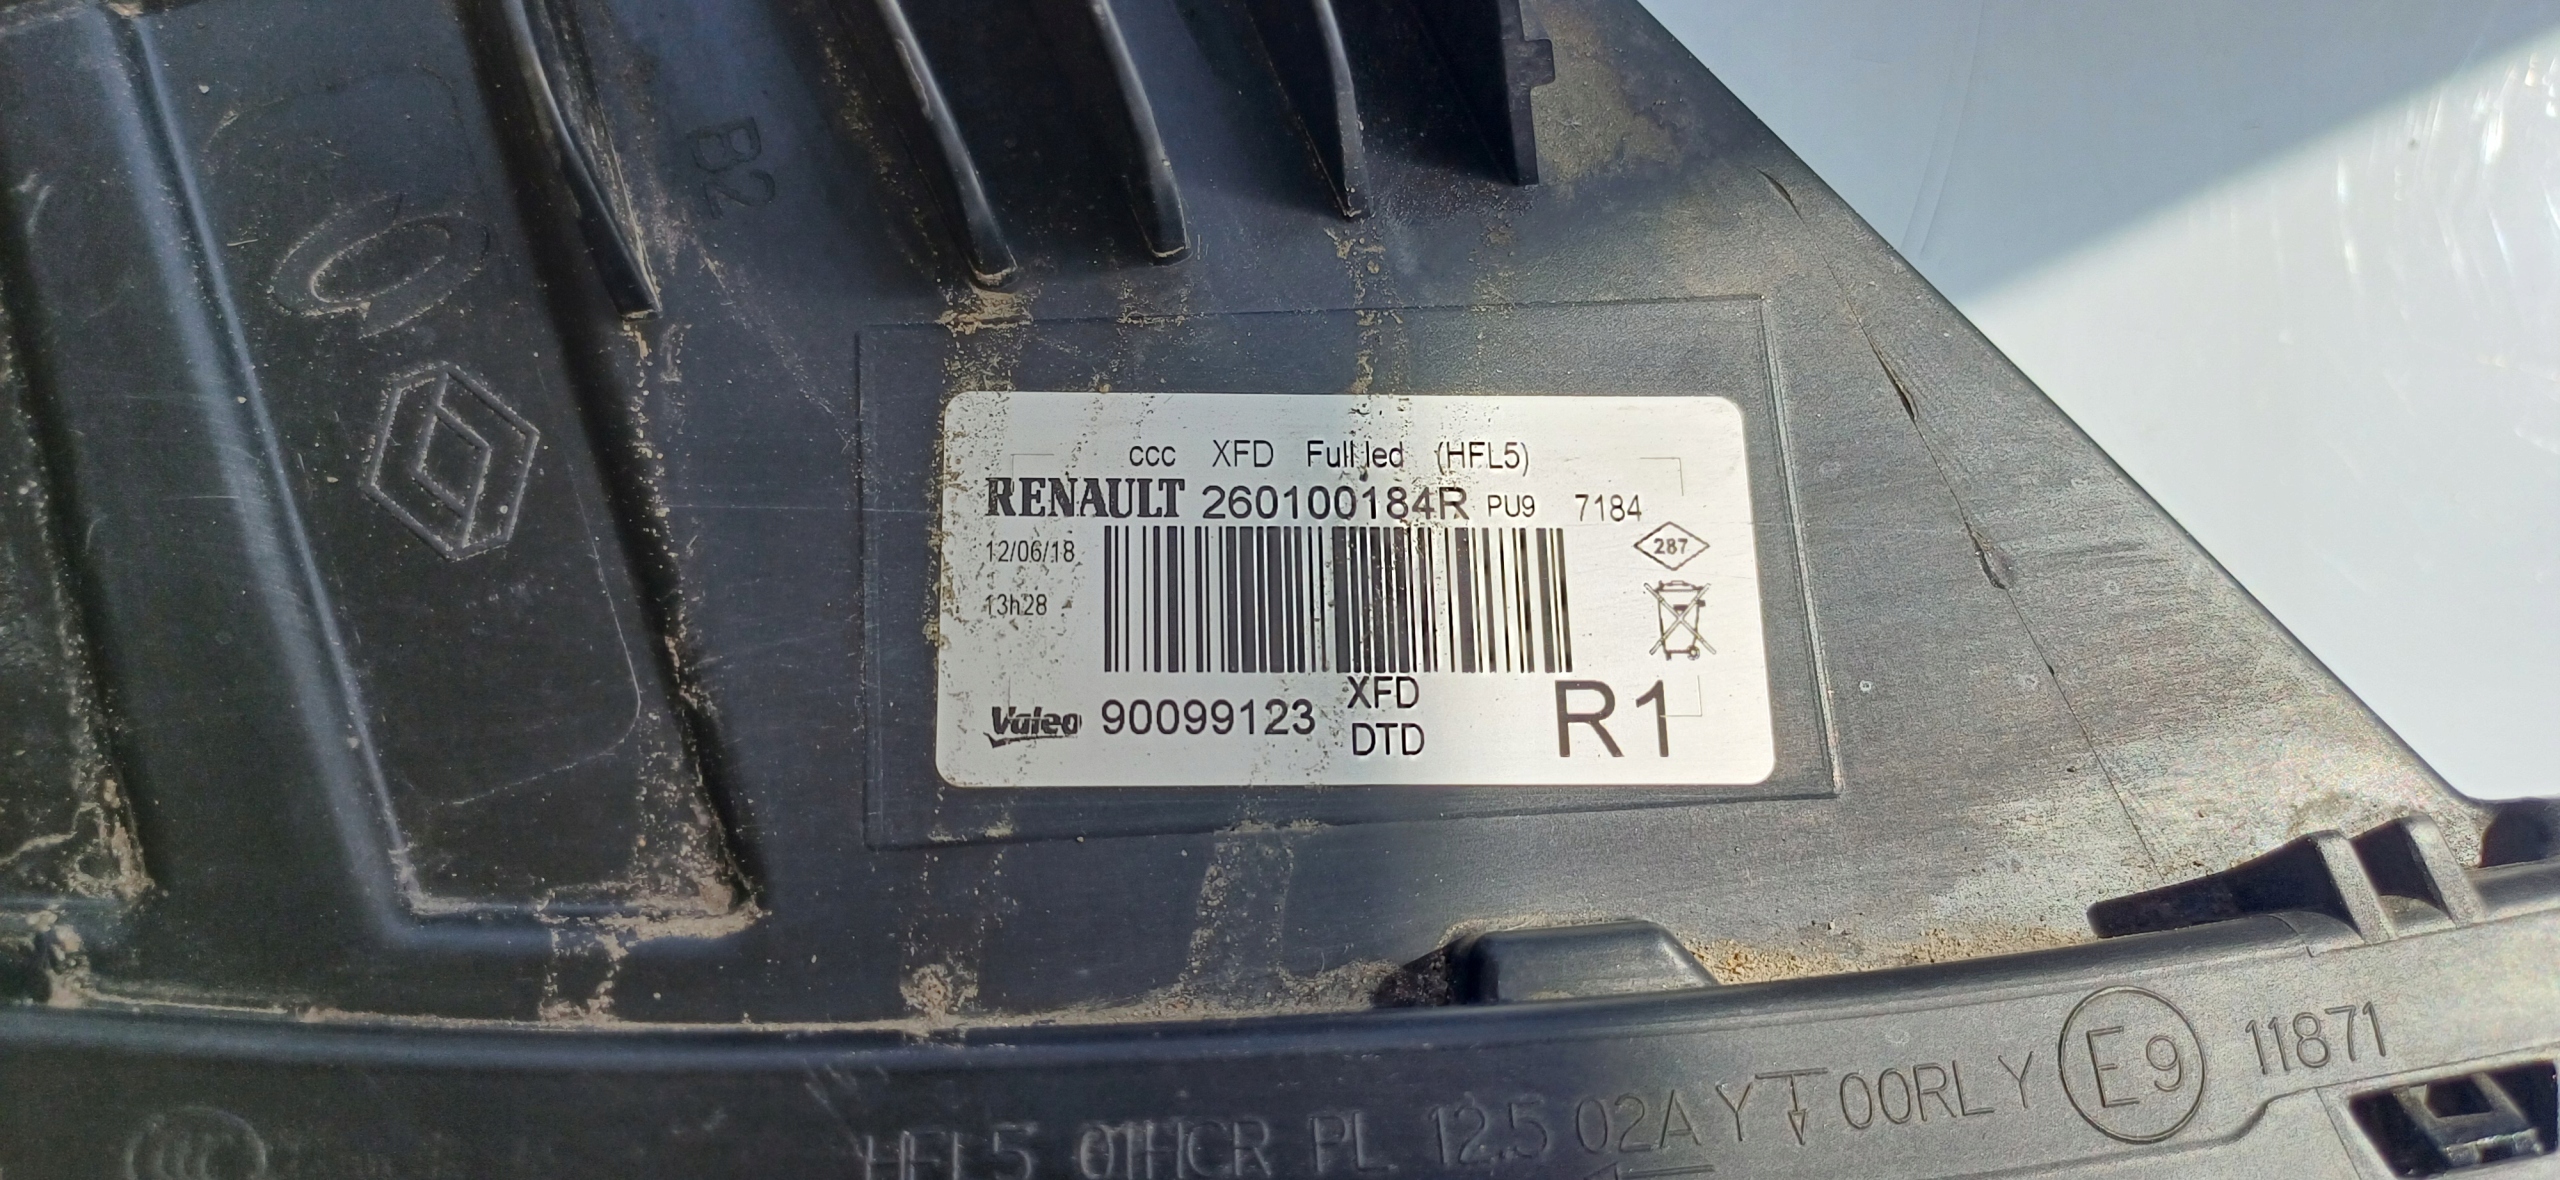 B2
ccc XFD Full led (HFL5)
RENAULT 260100184R PU9 7184
12/06/18
287
13h28
Valeo 90099123 XFD
DTD
R1
HFL5 01HCR PL 12.5 02A Y 00RL Y E9 11871